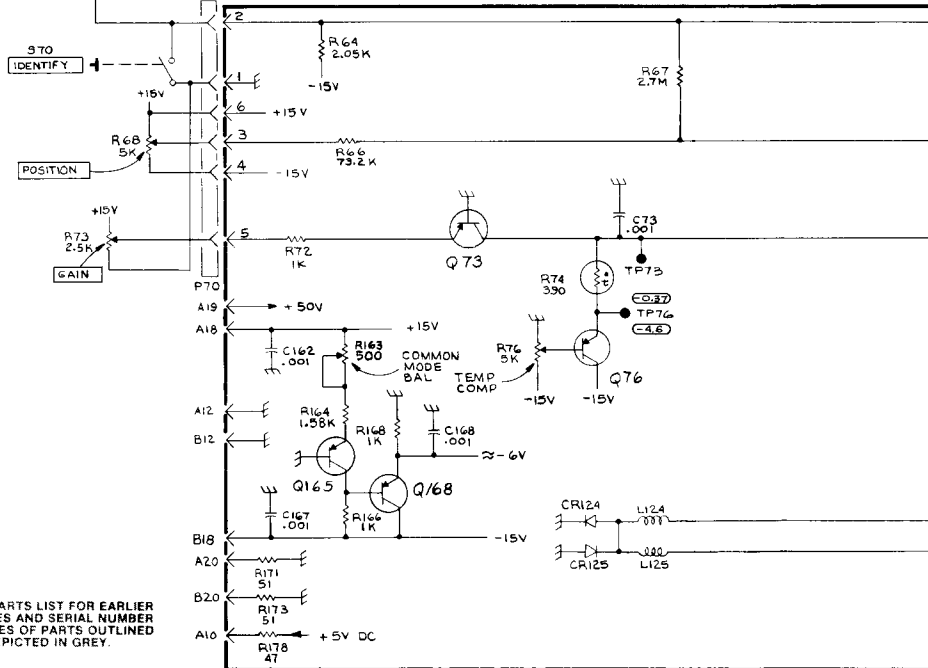 2
R64
2.05K
-15V
S70
IDENTIFY
1
+15V
6
+15V
R67
2.7M
R68
5K
3
R66
73.2K
POSITION
4
-15V
+15V
R73
2.5K
5
R72
1K
GAIN
Q73
C73
.001
TP73
R74
390
t°
-0.37
TP76
-4.6
P70
A19
+50V
A18
+15V
C162
.001
R163
500
COMMON
MODE
BAL
R76
5K
TEMP
COMP
-15V
Q76
-15V
A12
R164
1.58K
R168
1K
C168
.001
B12
≈-6V
Q165
Q168
C167
.001
R166
1K
B18
-15V
CR124
L124
CR125
L125
A20
R171
51
B20
R173
51
A10
+5V DC
R178
47
ARTS LIST FOR EARLIER
ES AND SERIAL NUMBER
ES OF PARTS OUTLINED
PICTED IN GREY.